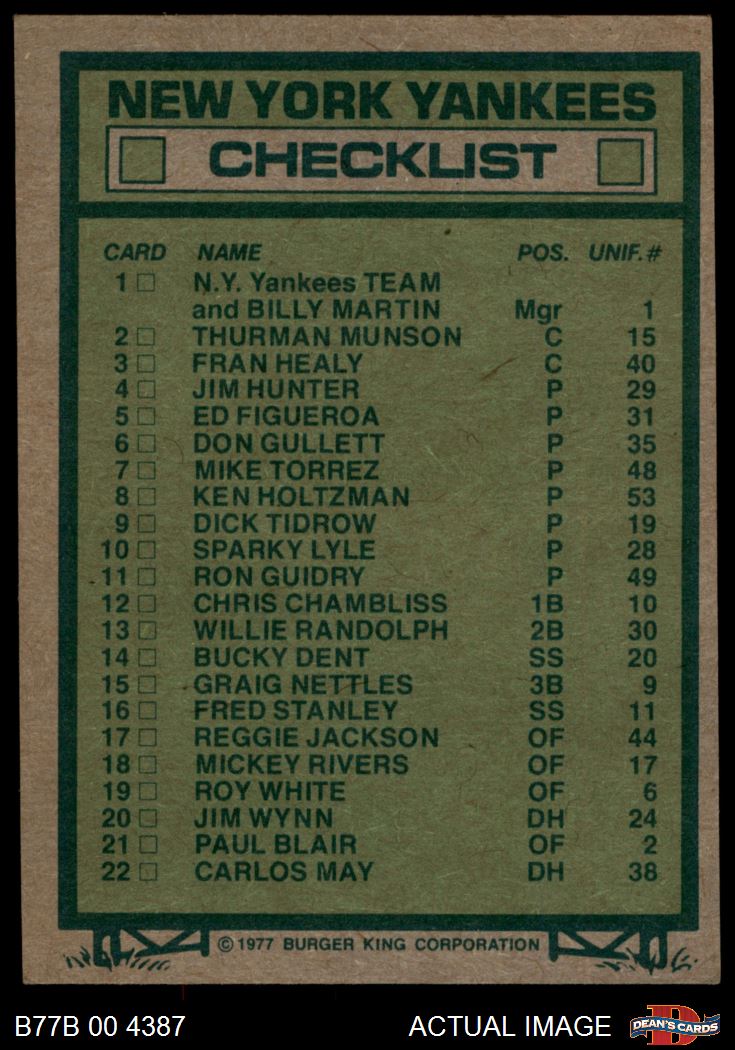 NEW YORK YANKEES
CHECKLIST
CARD NAME POS. UNIF. #
1 N.Y. Yankees TEAM
and BILLY MARTIN Mgr 1
2 THURMAN MUNSON C 15
3 FRAN HEALY C 40
4 JIM HUNTER P 29
5 ED FIGUEROA P 31
6 DON GULLETT P 35
7 MIKE TORREZ P 48
8 KEN HOLTZMAN P 53
9 DICK TIDROW P 19
10 SPARKY LYLE P 28
11 RON GUIDRY P 49
12 CHRIS CHAMBLISS 1B 10
13 WILLIE RANDOLPH 2B 30
14 BUCKY DENT SS 20
15 GRAIG NETTLES 3B 9
16 FRED STANLEY SS 11
17 REGGIE JACKSON OF 44
18 MICKEY RIVERS OF 17
19 ROY WHITE OF 6
20 JIM WYNN DH 24
21 PAUL BLAIR OF 2
22 CARLOS MAY DH 38
© 1977 BURGER KING CORPORATION
B77B 00 4387 ACTUAL IMAGE
DEAN'S CARDS